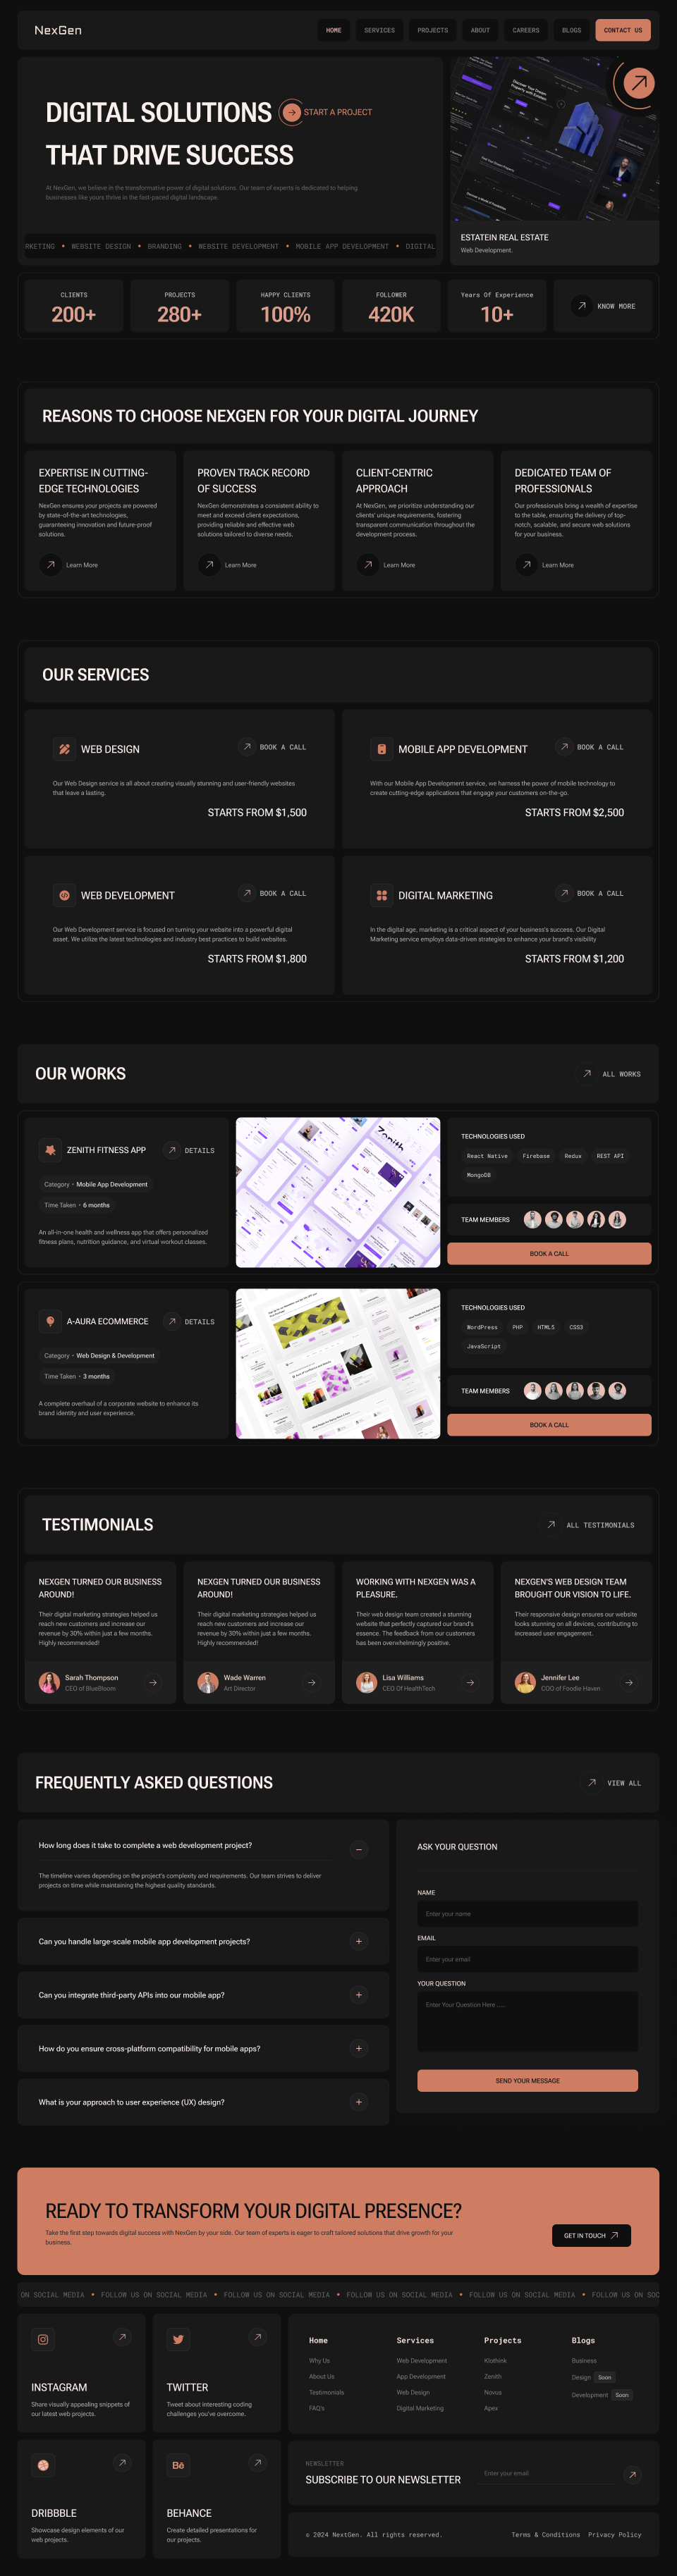 NexGen
HOME
SERVICES
PROJECTS
ABOUT
CAREERS
BLOGS
CONTACT US
DIGITAL SOLUTIONS
START A PROJECT
THAT DRIVE SUCCESS
At NexGen, we believe in the transformative power of digital solutions. Our team of experts is dedicated to helping
businesses like yours thrive in the fast-paced digital landscape.
RKETING • WEBSITE DESIGN • BRANDING • WEBSITE DEVELOPMENT • MOBILE APP DEVELOPMENT • DIGITAL
Discover Your Dream
Property with Estatein
ESTATEIN REAL ESTATE
Web Development.
CLIENTS
200+
PROJECTS
280+
HAPPY CLIENTS
100%
FOLLOWER
420K
Years Of Experience
10+
KNOW MORE
REASONS TO CHOOSE NEXGEN FOR YOUR DIGITAL JOURNEY
EXPERTISE IN CUTTING-
EDGE TECHNOLOGIES
NexGen ensures your projects are powered
by state-of-the-art technologies,
guaranteeing innovation and future-proof
solutions.
Learn More
PROVEN TRACK RECORD
OF SUCCESS
NexGen demonstrates a consistent ability to
meet and exceed client expectations,
providing reliable and effective web
solutions tailored to diverse needs.
Learn More
CLIENT-CENTRIC
APPROACH
At NexGen, we prioritize understanding our
clients' unique requirements, fostering
transparent communication throughout the
development process.
Learn More
DEDICATED TEAM OF
PROFESSIONALS
Our professionals bring a wealth of expertise
to the table, ensuring the delivery of top-
notch, scalable, and secure web solutions
for your business.
Learn More
OUR SERVICES
WEB DESIGN
BOOK A CALL
Our Web Design service is all about creating visually stunning and user-friendly websites
that leave a lasting.
STARTS FROM $1,500
MOBILE APP DEVELOPMENT
BOOK A CALL
With our Mobile App Development service, we harness the power of mobile technology to
create cutting-edge applications that engage your customers on-the-go.
STARTS FROM $2,500
WEB DEVELOPMENT
BOOK A CALL
Our Web Development service is focused on turning your website into a powerful digital
asset. We utilize the latest technologies and industry best practices to build websites.
STARTS FROM $1,800
DIGITAL MARKETING
BOOK A CALL
In the digital age, marketing is a critical aspect of your business's success. Our Digital
Marketing service employs data-driven strategies to enhance your brand's visibility
STARTS FROM $1,200
OUR WORKS
ALL WORKS
ZENITH FITNESS APP
DETAILS
Category • Mobile App Development
Time Taken • 6 months
An all-in-one health and wellness app that offers personalized
fitness plans, nutrition guidance, and virtual workout classes.
Zenith
TECHNOLOGIES USED
React Native
Firebase
Redux
REST API
MongoDB
TEAM MEMBERS
BOOK A CALL
A-AURA ECOMMERCE
DETAILS
Category • Web Design & Development
Time Taken • 3 months
A complete overhaul of a corporate website to enhance its
brand identity and user experience.
TECHNOLOGIES USED
WordPress
PHP
HTML5
CSS3
JavaScript
TEAM MEMBERS
BOOK A CALL
TESTIMONIALS
ALL TESTIMONIALS
NEXGEN TURNED OUR BUSINESS
AROUND!
Their digital marketing strategies helped us
reach new customers and increase our
revenue by 30% within just a few months.
Highly recommended!
Sarah Thompson
CEO of BlueBloom
NEXGEN TURNED OUR BUSINESS
AROUND!
Their digital marketing strategies helped us
reach new customers and increase our
revenue by 30% within just a few months.
Highly recommended!
Wade Warren
Art Director
WORKING WITH NEXGEN WAS A
PLEASURE.
Their web design team created a stunning
website that perfectly captured our brand's
essence. The feedback from our customers
has been overwhelmingly positive.
Lisa Williams
CEO Of HealthTech
NEXGEN'S WEB DESIGN TEAM
BROUGHT OUR VISION TO LIFE.
Their responsive design ensures our website
looks stunning on all devices, contributing to
increased user engagement.
Jennifer Lee
COO of Foodie Haven
FREQUENTLY ASKED QUESTIONS
VIEW ALL
How long does it take to complete a web development project?
The timeline varies depending on the project's complexity and requirements. Our team strives to deliver
projects on time while maintaining the highest quality standards.
Can you handle large-scale mobile app development projects?
Can you integrate third-party APIs into our mobile app?
How do you ensure cross-platform compatibility for mobile apps?
What is your approach to user experience (UX) design?
ASK YOUR QUESTION
NAME
Enter your name
EMAIL
Enter your email
YOUR QUESTION
Enter Your Question Here .....
SEND YOUR MESSAGE
READY TO TRANSFORM YOUR DIGITAL PRESENCE?
Take the first step towards digital success with NexGen by your side. Our team of experts is eager to craft tailored solutions that drive growth for your
business.
GET IN TOUCH
ON SOCIAL MEDIA • FOLLOW US ON SOCIAL MEDIA • FOLLOW US ON SOCIAL MEDIA • FOLLOW US ON SOCIAL MEDIA • FOLLOW US ON SOCIAL MEDIA • FOLLOW US ON SOC
INSTAGRAM
Share visually appealing snippets of
our latest web projects.
TWITTER
Tweet about interesting coding
challenges you've overcome.
DRIBBBLE
Showcase design elements of our
web projects.
Bē
BEHANCE
Create detailed presentations for
our projects.
Home
Why Us
About Us
Testimonials
FAQ's
Services
Web Development
App Development
Web Design
Digital Marketing
Projects
Klothink
Zenith
Novus
Apex
Blogs
Business
Design Soon
Development Soon
NEWSLETTER
SUBSCRIBE TO OUR NEWSLETTER
Enter your email
© 2024 NextGen. All rights reserved.
Terms & Conditions
Privacy Policy